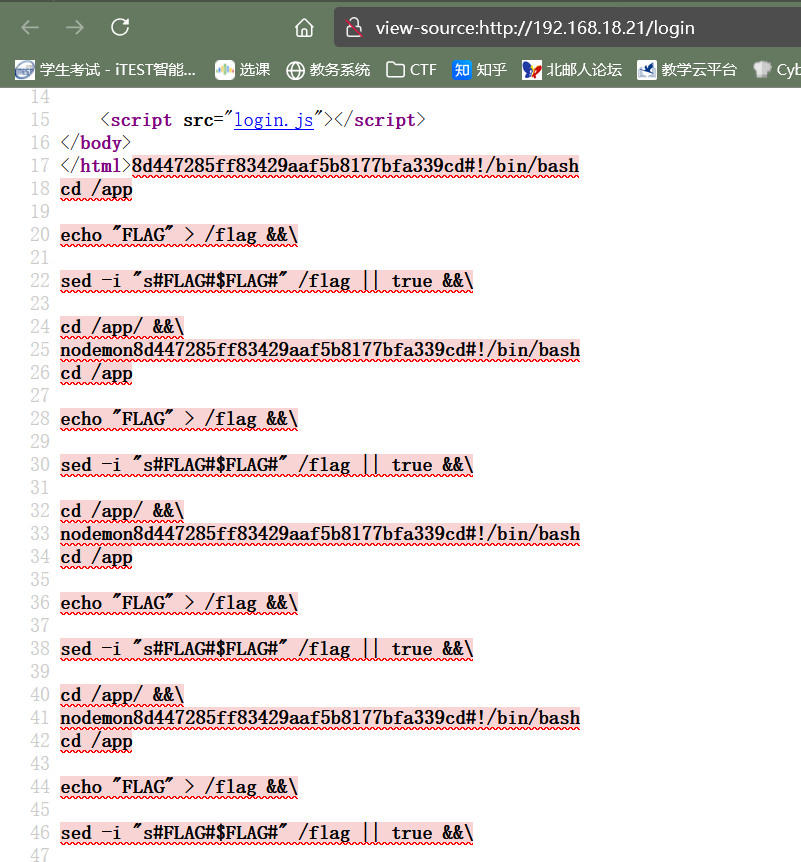 view-source:http://192.168.18.21/login
学生考试 - iTEST智能... 选课 教务系统 CTF 知 知乎 北邮人论坛 教学云平台 Cyb
14
15 <script src="login.js"></script>
16 </body>
17 </html>8d447285ff83429aaf5b8177bfa339cd#!/bin/bash
18 cd /app
19
20 echo "FLAG" > /flag &&\
21
22 sed -i "s#FLAG#$FLAG#" /flag || true &&\
23
24 cd /app/ &&\
25 nodemon8d447285ff83429aaf5b8177bfa339cd#!/bin/bash
26 cd /app
27
28 echo "FLAG" > /flag &&\
29
30 sed -i "s#FLAG#$FLAG#" /flag || true &&\
31
32 cd /app/ &&\
33 nodemon8d447285ff83429aaf5b8177bfa339cd#!/bin/bash
34 cd /app
35
36 echo "FLAG" > /flag &&\
37
38 sed -i "s#FLAG#$FLAG#" /flag || true &&\
39
40 cd /app/ &&\
41 nodemon8d447285ff83429aaf5b8177bfa339cd#!/bin/bash
42 cd /app
43
44 echo "FLAG" > /flag &&\
45
46 sed -i "s#FLAG#$FLAG#" /flag || true &&\
47